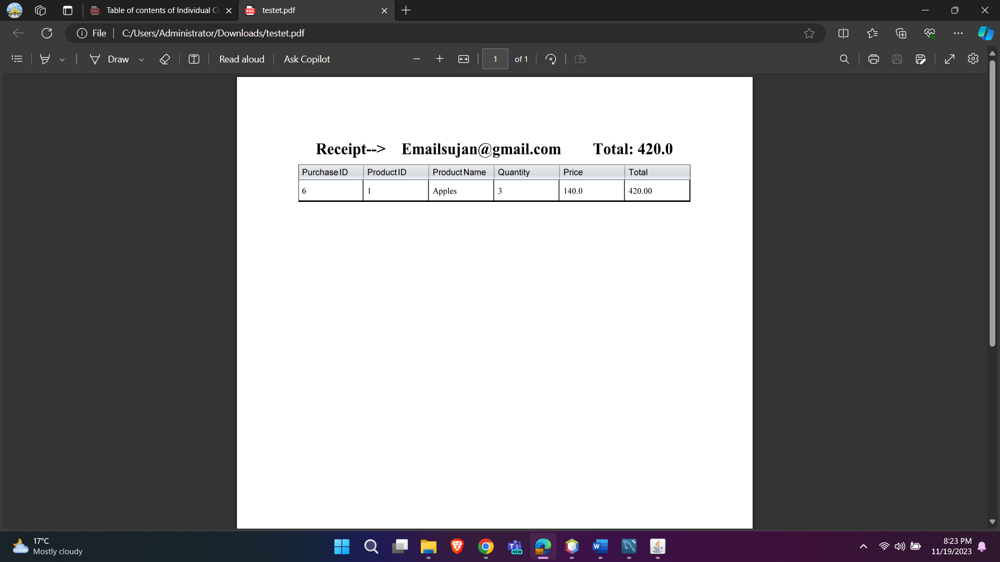 Table of contents of Individual Co
testet.pdf
File
C:/Users/Administrator/Downloads/testet.pdf
Draw
Read aloud
Ask Copilot
1 of 1
Receipt--> Emailsujan@gmail.com Total: 420.0
Purchase ID Product ID Product Name Quantity Price Total
6 1 Apples 3 140.0 420.00
17°C
Mostly cloudy
8:23 PM
11/19/2023